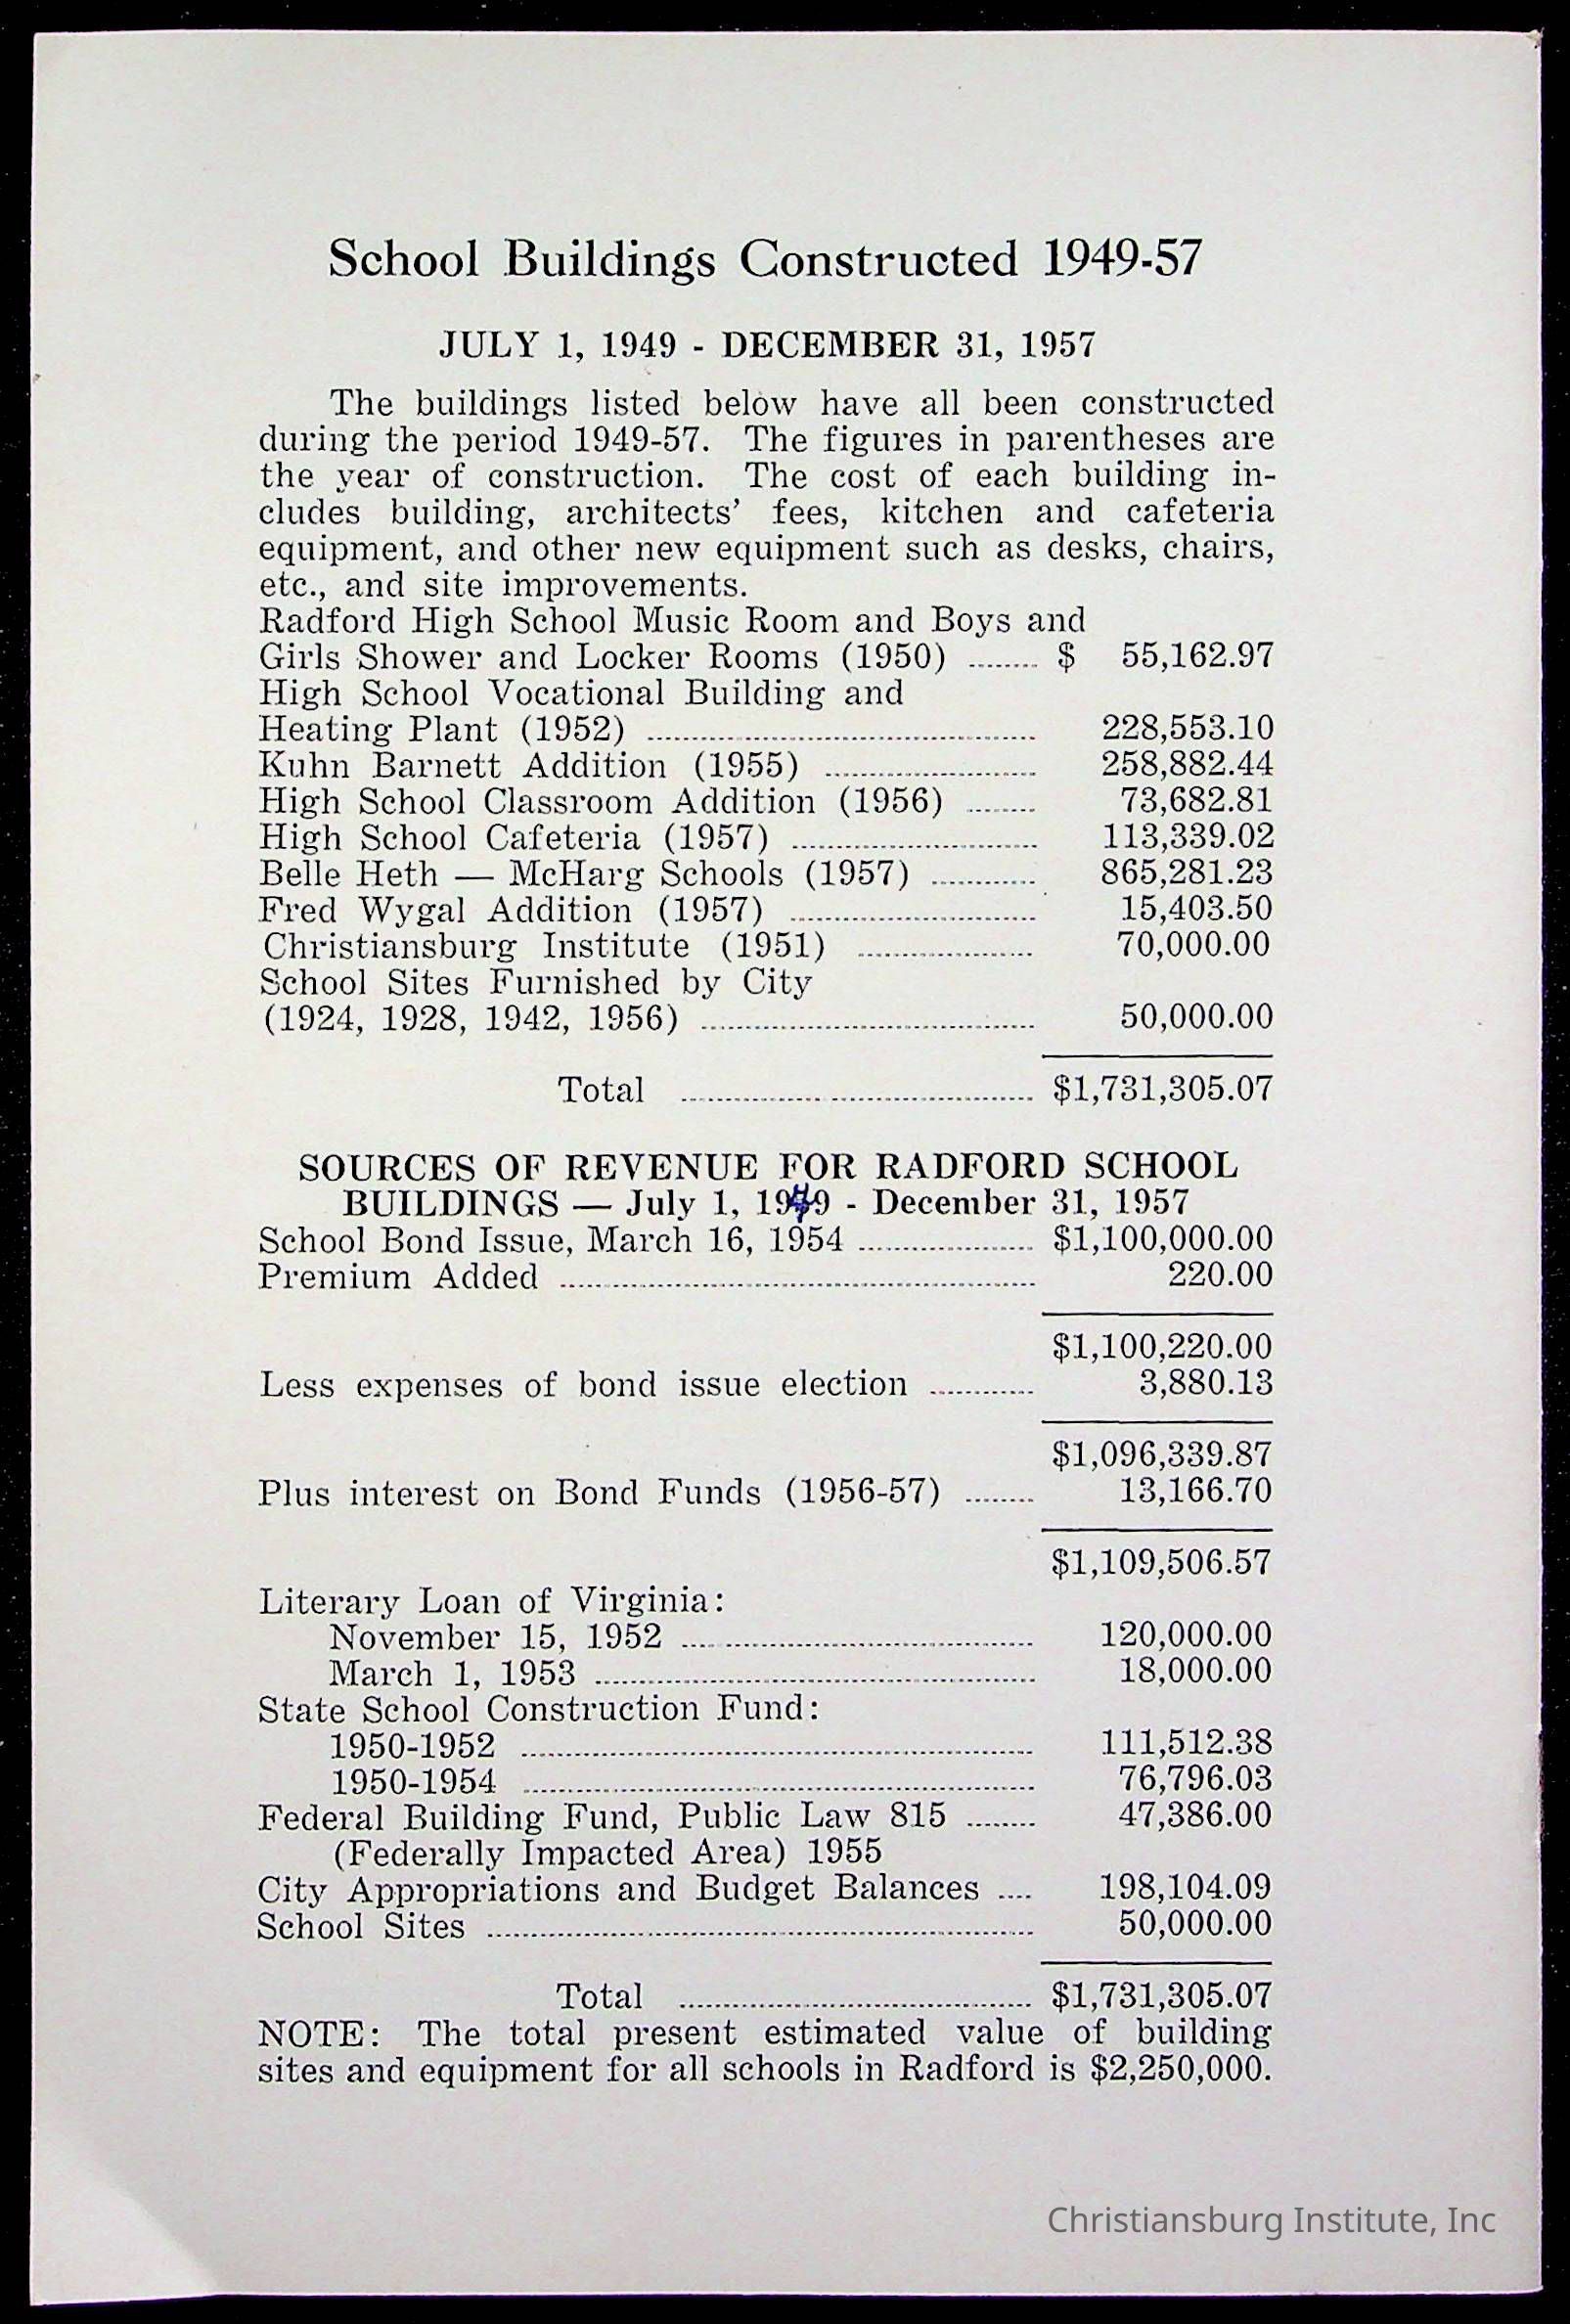 School Buildings Constructed 1949-57
JULY 1, 1949 - DECEMBER 31, 1957
The buildings listed below have all been constructed
during the period 1949-57. The figures in parentheses are
the year of construction. The cost of each building in-
cludes building, architects' fees, kitchen and cafeteria
equipment, and other new equipment such as desks, chairs,
etc., and site improvements.
Radford High School Music Room and Boys and
Girls Shower and Locker Rooms (1950) ........ $ 55,162.97
High School Vocational Building and
Heating Plant (1952) ........ 228,553.10
Kuhn Barnett Addition (1955) ........ 258,882.44
High School Classroom Addition (1956) ........ 73,682.81
High School Cafeteria (1957) ........ 113,339.02
Belle Heth — McHarg Schools (1957) ........ 865,281.23
Fred Wygal Addition (1957) ........ 15,403.50
Christiansburg Institute (1951) ........ 70,000.00
School Sites Furnished by City
(1924, 1928, 1942, 1956) ........ 50,000.00
Total ........ $1,731,305.07
SOURCES OF REVENUE FOR RADFORD SCHOOL
BUILDINGS — July 1, 1949 - December 31, 1957
School Bond Issue, March 16, 1954 ........ $1,100,000.00
Premium Added ........ 220.00
$1,100,220.00
Less expenses of bond issue election ........ 3,880.13
$1,096,339.87
Plus interest on Bond Funds (1956-57) ........ 13,166.70
$1,109,506.57
Literary Loan of Virginia:
November 15, 1952 ........ 120,000.00
March 1, 1953 ........ 18,000.00
State School Construction Fund:
1950-1952 ........ 111,512.38
1950-1954 ........ 76,796.03
Federal Building Fund, Public Law 815 ........ 47,386.00
(Federally Impacted Area) 1955
City Appropriations and Budget Balances .... 198,104.09
School Sites ........ 50,000.00
Total ........ $1,731,305.07
NOTE: The total present estimated value of building
sites and equipment for all schools in Radford is $2,250,000.
Christiansburg Institute, Inc